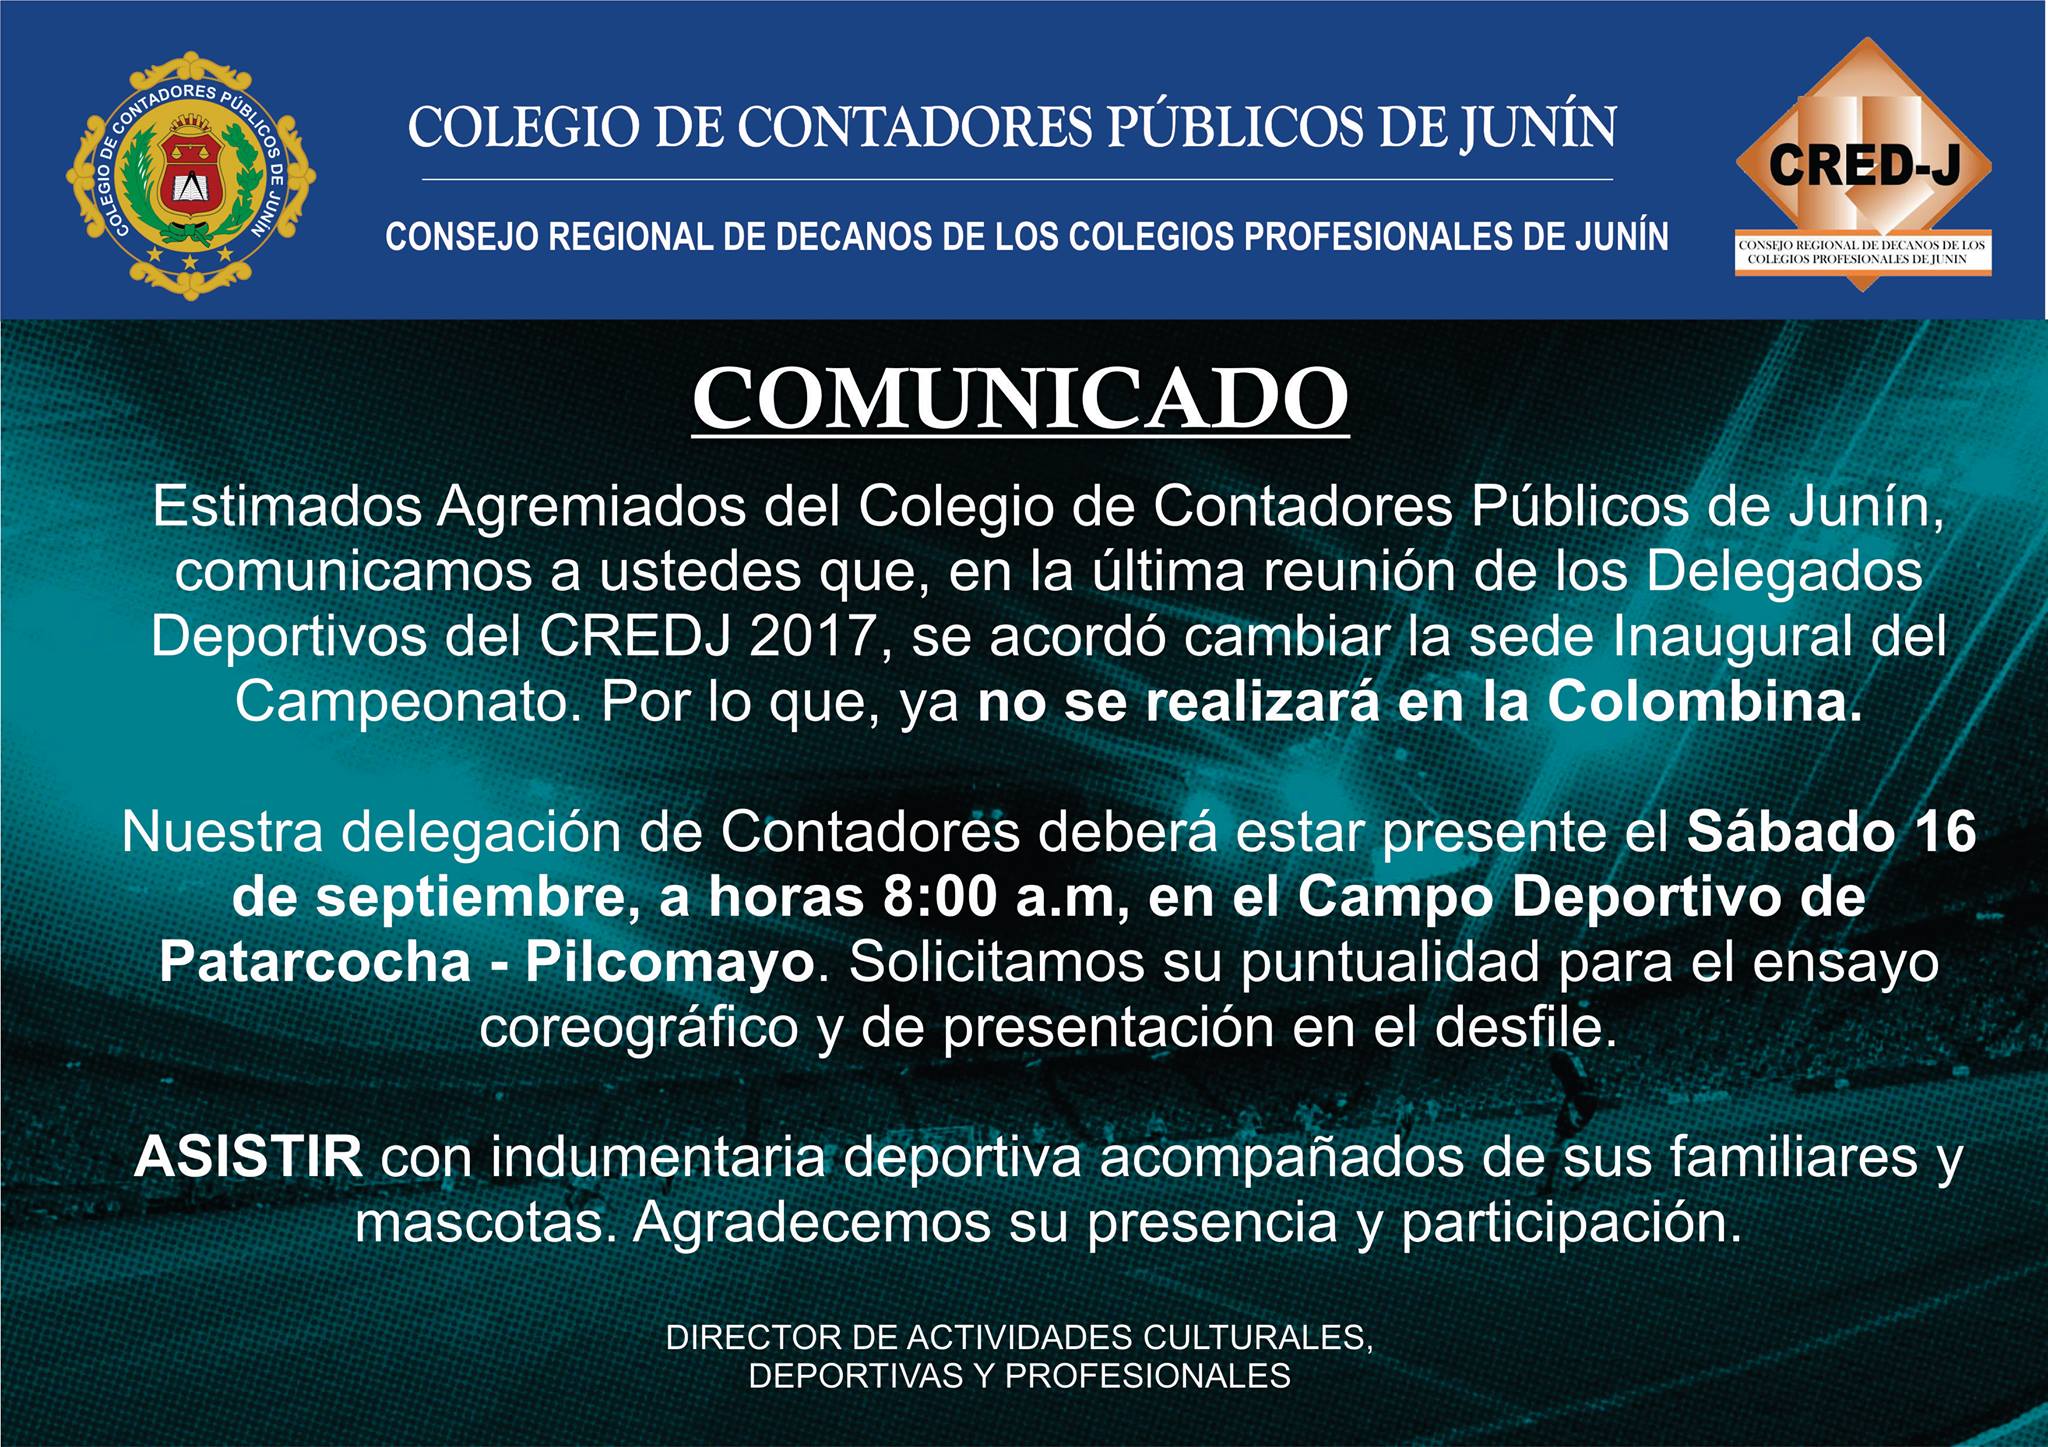 COLEGIO DE CONTADORES PÚBLICOS DE JUNÍN
COLEGIO DE CONTADORES PÚBLICOS DE JUNÍN
CONSEJO REGIONAL DE DECANOS DE LOS COLEGIOS PROFESIONALES DE JUNÍN
CRED-J
CONSEJO REGIONAL DE DECANOS DE LOS
COLEGIOS PROFESIONALES DE JUNIN
COMUNICADO
Estimados Agremiados del Colegio de Contadores Públicos de Junín,
comunicamos a ustedes que, en la última reunión de los Delegados
Deportivos del CREDJ 2017, se acordó cambiar la sede Inaugural del
Campeonato. Por lo que, ya no se realizará en la Colombina.
Nuestra delegación de Contadores deberá estar presente el Sábado 16
de septiembre, a horas 8:00 a.m, en el Campo Deportivo de
Patarcocha - Pilcomayo. Solicitamos su puntualidad para el ensayo
coreográfico y de presentación en el desfile.
ASISTIR con indumentaria deportiva acompañados de sus familiares y
mascotas. Agradecemos su presencia y participación.
DIRECTOR DE ACTIVIDADES CULTURALES,
DEPORTIVAS Y PROFESIONALES